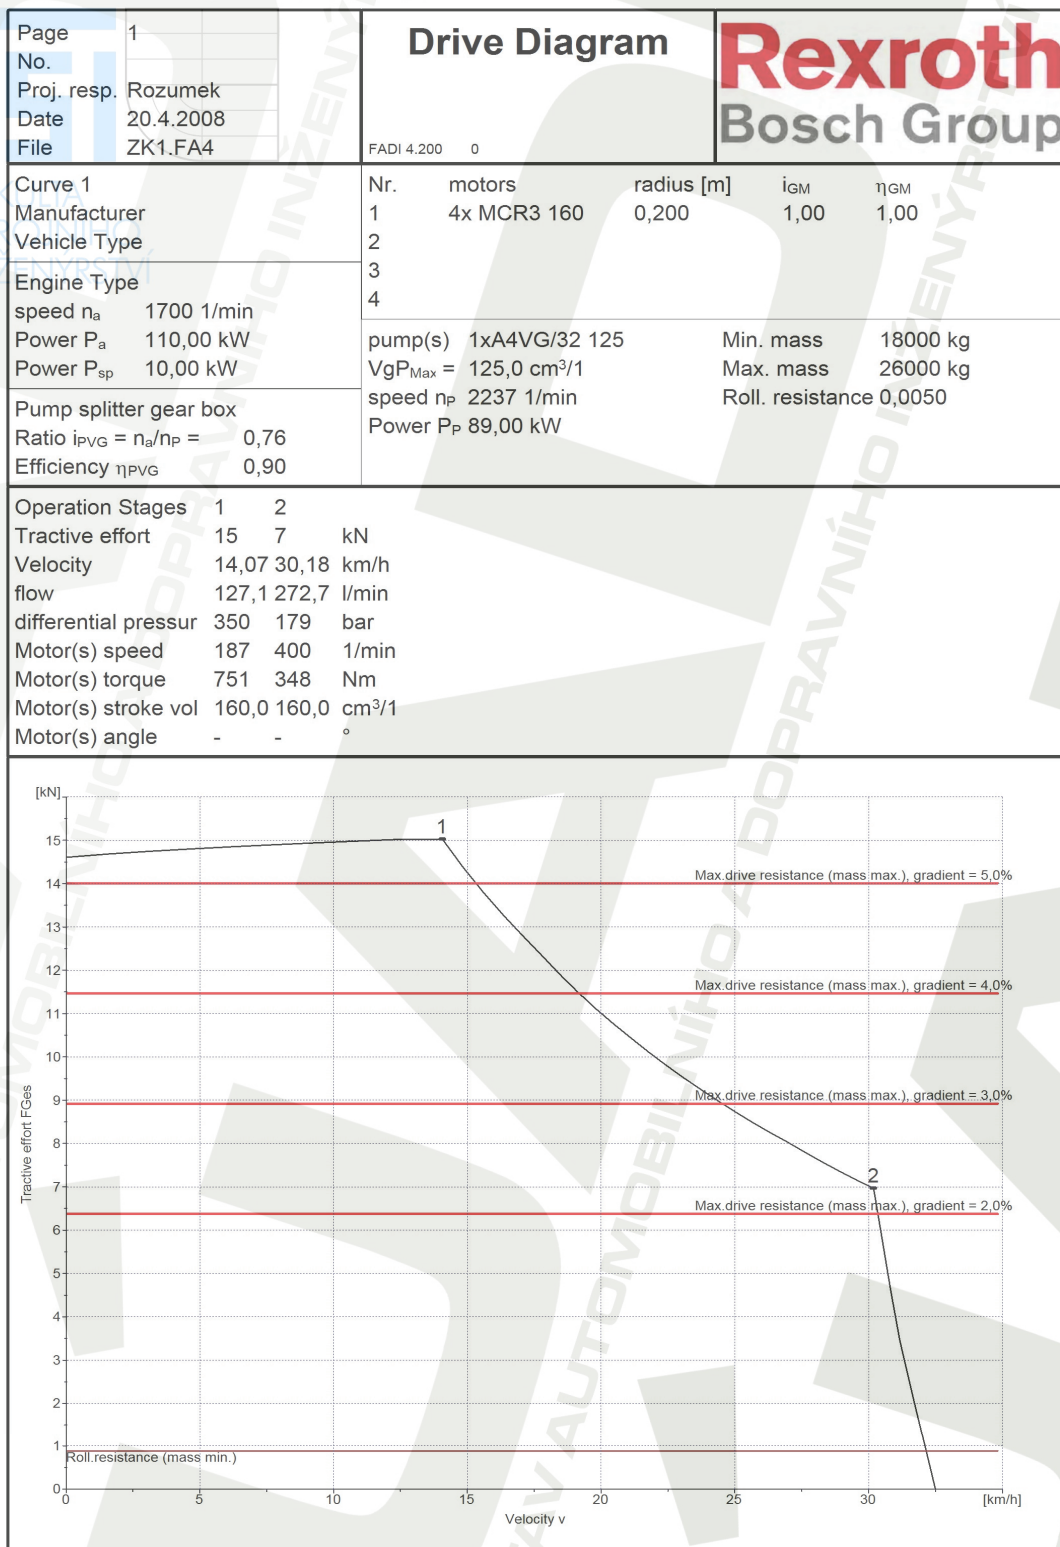 Page 1
No.
Proj. resp. Rozumek
Date 20.4.2008
File ZK1.FA4
Drive Diagram
FADI 4.200 0
Rexroth
Bosch Group
Curve 1
Manufacturer
Vehicle Type
Engine Type
speed nₐ 1700 1/min
Power Pₐ 110,00 kW
Power Pₛₚ 10,00 kW
Pump splitter gear box
Ratio iPVG = nₐ/nP = 0,76
Efficiency ηPVG 0,90
Nr. motors radius [m] iGM ηGM
1 4x MCR3 160 0,200 1,00 1,00
2
3
4
pump(s) 1xA4VG/32 125
VgPMax = 125,0 cm³/1
speed nP 2237 1/min
Power PP 89,00 kW
Min. mass 18000 kg
Max. mass 26000 kg
Roll. resistance 0,0050
Operation Stages 1 2
Tractive effort 15 7 kN
Velocity 14,07 30,18 km/h
flow 127,1 272,7 l/min
differential pressur 350 179 bar
Motor(s) speed 187 400 1/min
Motor(s) torque 751 348 Nm
Motor(s) stroke vol 160,0 160,0 cm³/1
Motor(s) angle - - °
[kN]
15
14
13
12
11
10
9
8
7
6
5
4
3
2
1
0
Tractive effort FGes
1
2
Max.drive resistance (mass max.), gradient = 5,0%
Max.drive resistance (mass max.), gradient = 4,0%
Max.drive resistance (mass max.), gradient = 3,0%
Max.drive resistance (mass max.), gradient = 2,0%
Roll.resistance (mass min.)
0 5 10 15 20 25 30 [km/h]
Velocity v